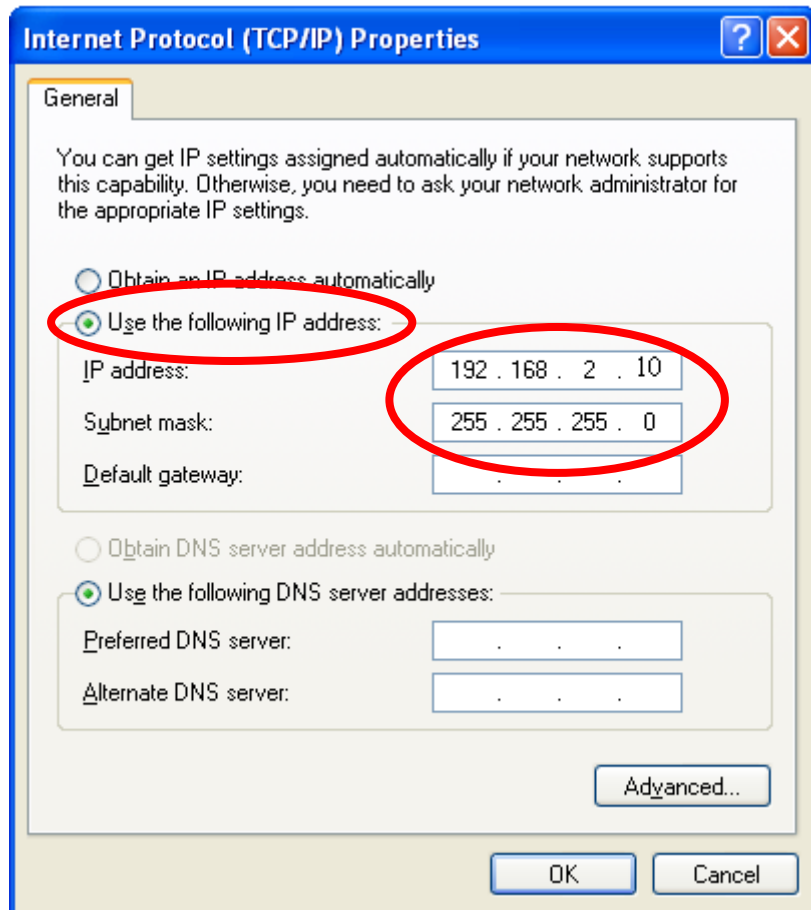 Internet Protocol (TCP/IP) Properties
General
You can get IP settings assigned automatically if your network supports
this capability. Otherwise, you need to ask your network administrator for
the appropriate IP settings.
Obtain an IP address automatically
Use the following IP address:
IP address: 192 . 168 . 2 . 10
Subnet mask: 255 . 255 . 255 . 0
Default gateway: . . .
Obtain DNS server address automatically
Use the following DNS server addresses:
Preferred DNS server: . . .
Alternate DNS server: . . .
Advanced...
OK Cancel